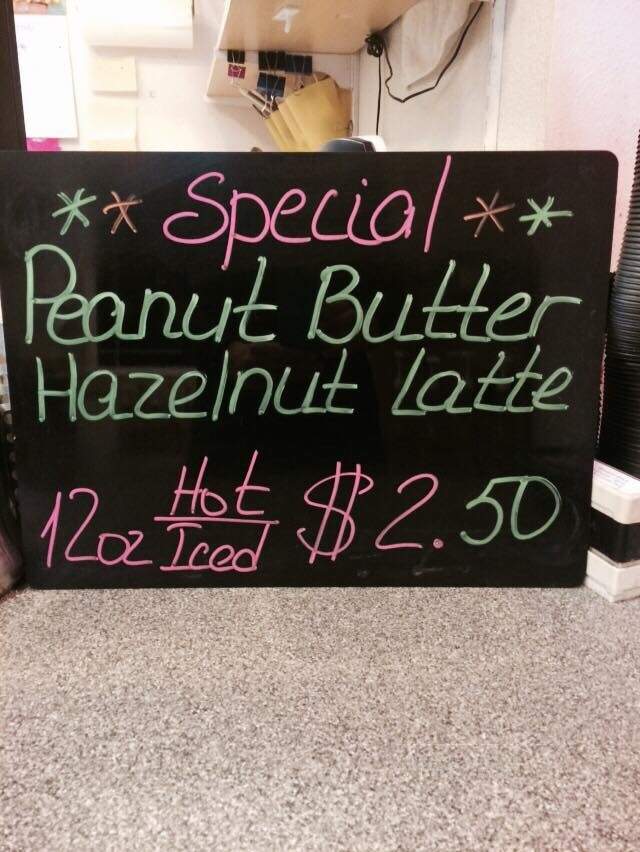 ** Special **
Peanut Butter
Hazelnut Latte
12oz Hot/Iced $2.50